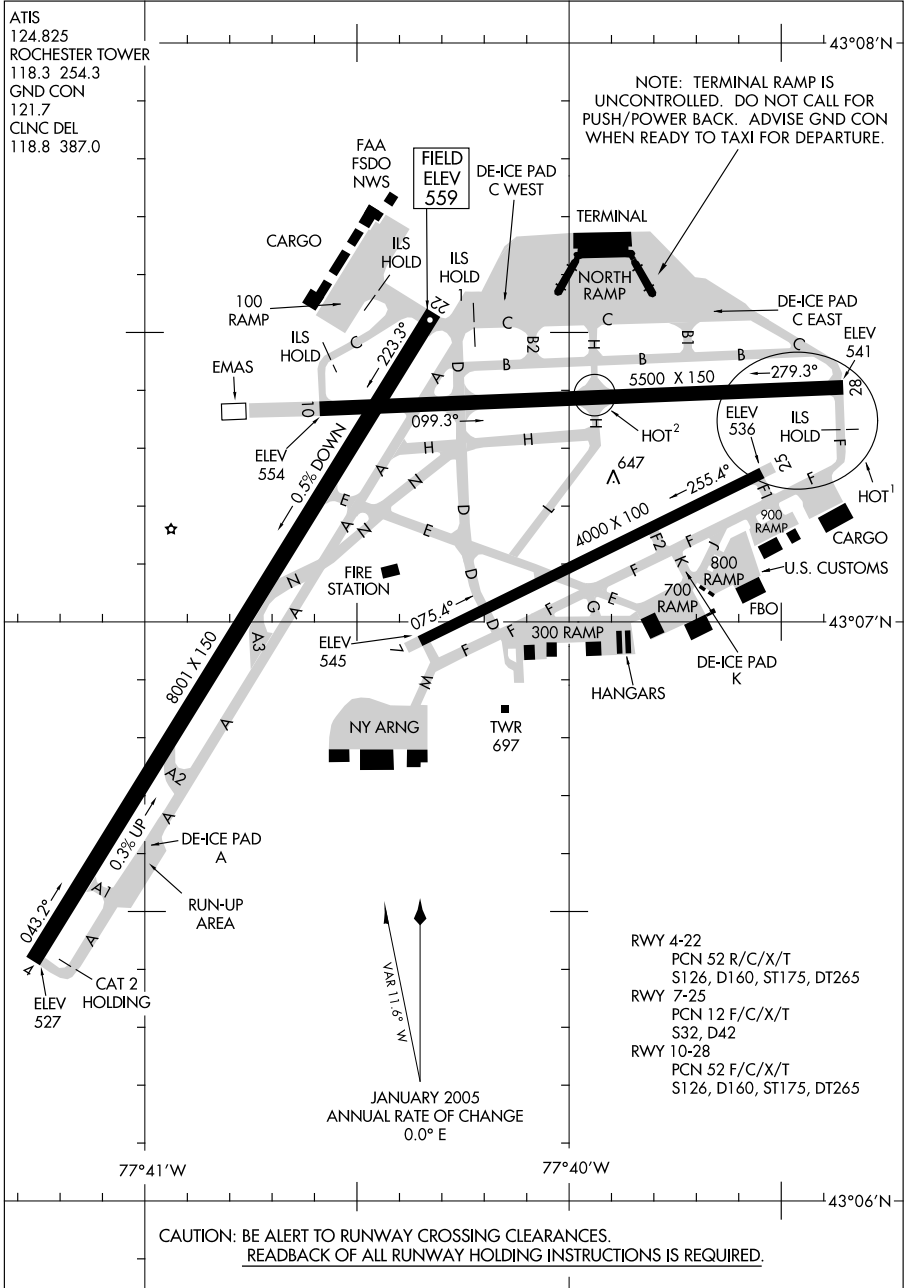 ATIS
124.825
ROCHESTER TOWER
118.3 254.3
GND CON
121.7
CLNC DEL
118.8 387.0
43°08'N
NOTE: TERMINAL RAMP IS
UNCONTROLLED. DO NOT CALL FOR
PUSH/POWER BACK. ADVISE GND CON
WHEN READY TO TAXI FOR DEPARTURE.
FAA
FSDO
NWS
FIELD
ELEV
559
DE-ICE PAD
C WEST
TERMINAL
CARGO
ILS
HOLD
ILS
HOLD
NORTH
RAMP
100
RAMP
DE-ICE PAD
C EAST
22
C
C
ILS
HOLD
C
B2
H
B1
C
ELEV
541
223.3°
A
D
B
B
B
EMAS
5500 X 150
279.3°
28
10
099.3°
ELEV
536
ILS
HOLD
ELEV
554
HOT²
H
H
H
F
0.5% DOWN
A
N
647
25
255.4°
HOT¹
E
N
F1
F
A
N
E
D
I
4000 X 100
900
RAMP
CARGO
F2
F
J
FIRE
STATION
D
K
800
RAMP
U.S. CUSTOMS
N
A
F
E
700
RAMP
FBO
075.4°
D
F
F
G
43°07'N
A3
ELEV
545
7
F
300 RAMP
DE-ICE PAD
K
8001 X 150
W
HANGARS
A
NY ARNG
TWR
697
A2
A
0.3% UP
DE-ICE PAD
A
A1
RUN-UP
AREA
043.2°
A
4
CAT 2
HOLDING
ELEV
527
VAR 11.6° W
RWY 4-22
PCN 52 R/C/X/T
S126, D160, ST175, DT265
RWY 7-25
PCN 12 F/C/X/T
S32, D42
RWY 10-28
PCN 52 F/C/X/T
S126, D160, ST175, DT265
JANUARY 2005
ANNUAL RATE OF CHANGE
0.0° E
77°41'W
77°40'W
43°06'N
CAUTION: BE ALERT TO RUNWAY CROSSING CLEARANCES.
READBACK OF ALL RUNWAY HOLDING INSTRUCTIONS IS REQUIRED.